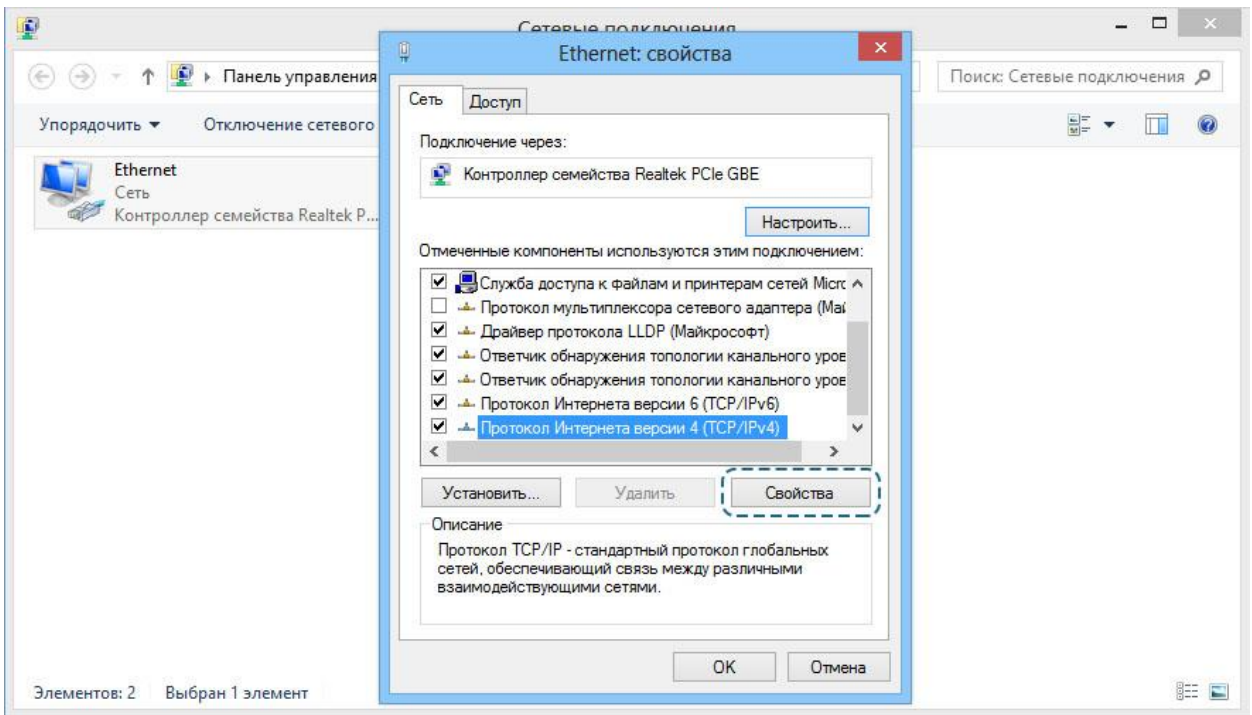 Сетевые подключения
Ethernet: свойства
Панель управления
Поиск: Сетевые подключения
Упорядочить
Отключение сетевого
Ethernet
Сеть
Контроллер семейства Realtek P...
Сеть
Доступ
Подключение через:
Контроллер семейства Realtek PCIe GBE
Настроить...
Отмеченные компоненты используются этим подключением:
Служба доступа к файлам и принтерам сетей Micro
Протокол мультиплексора сетевого адаптера (Май
Драйвер протокола LLDP (Майкрософт)
Ответчик обнаружения топологии канального уров
Ответчик обнаружения топологии канального уров
Протокол Интернета версии 6 (TCP/IPv6)
Протокол Интернета версии 4 (TCP/IPv4)
Установить...
Удалить
Свойства
Описание
Протокол TCP/IP - стандартный протокол глобальных
сетей, обеспечивающий связь между различными
взаимодействующими сетями.
OK
Отмена
Элементов: 2
Выбран 1 элемент